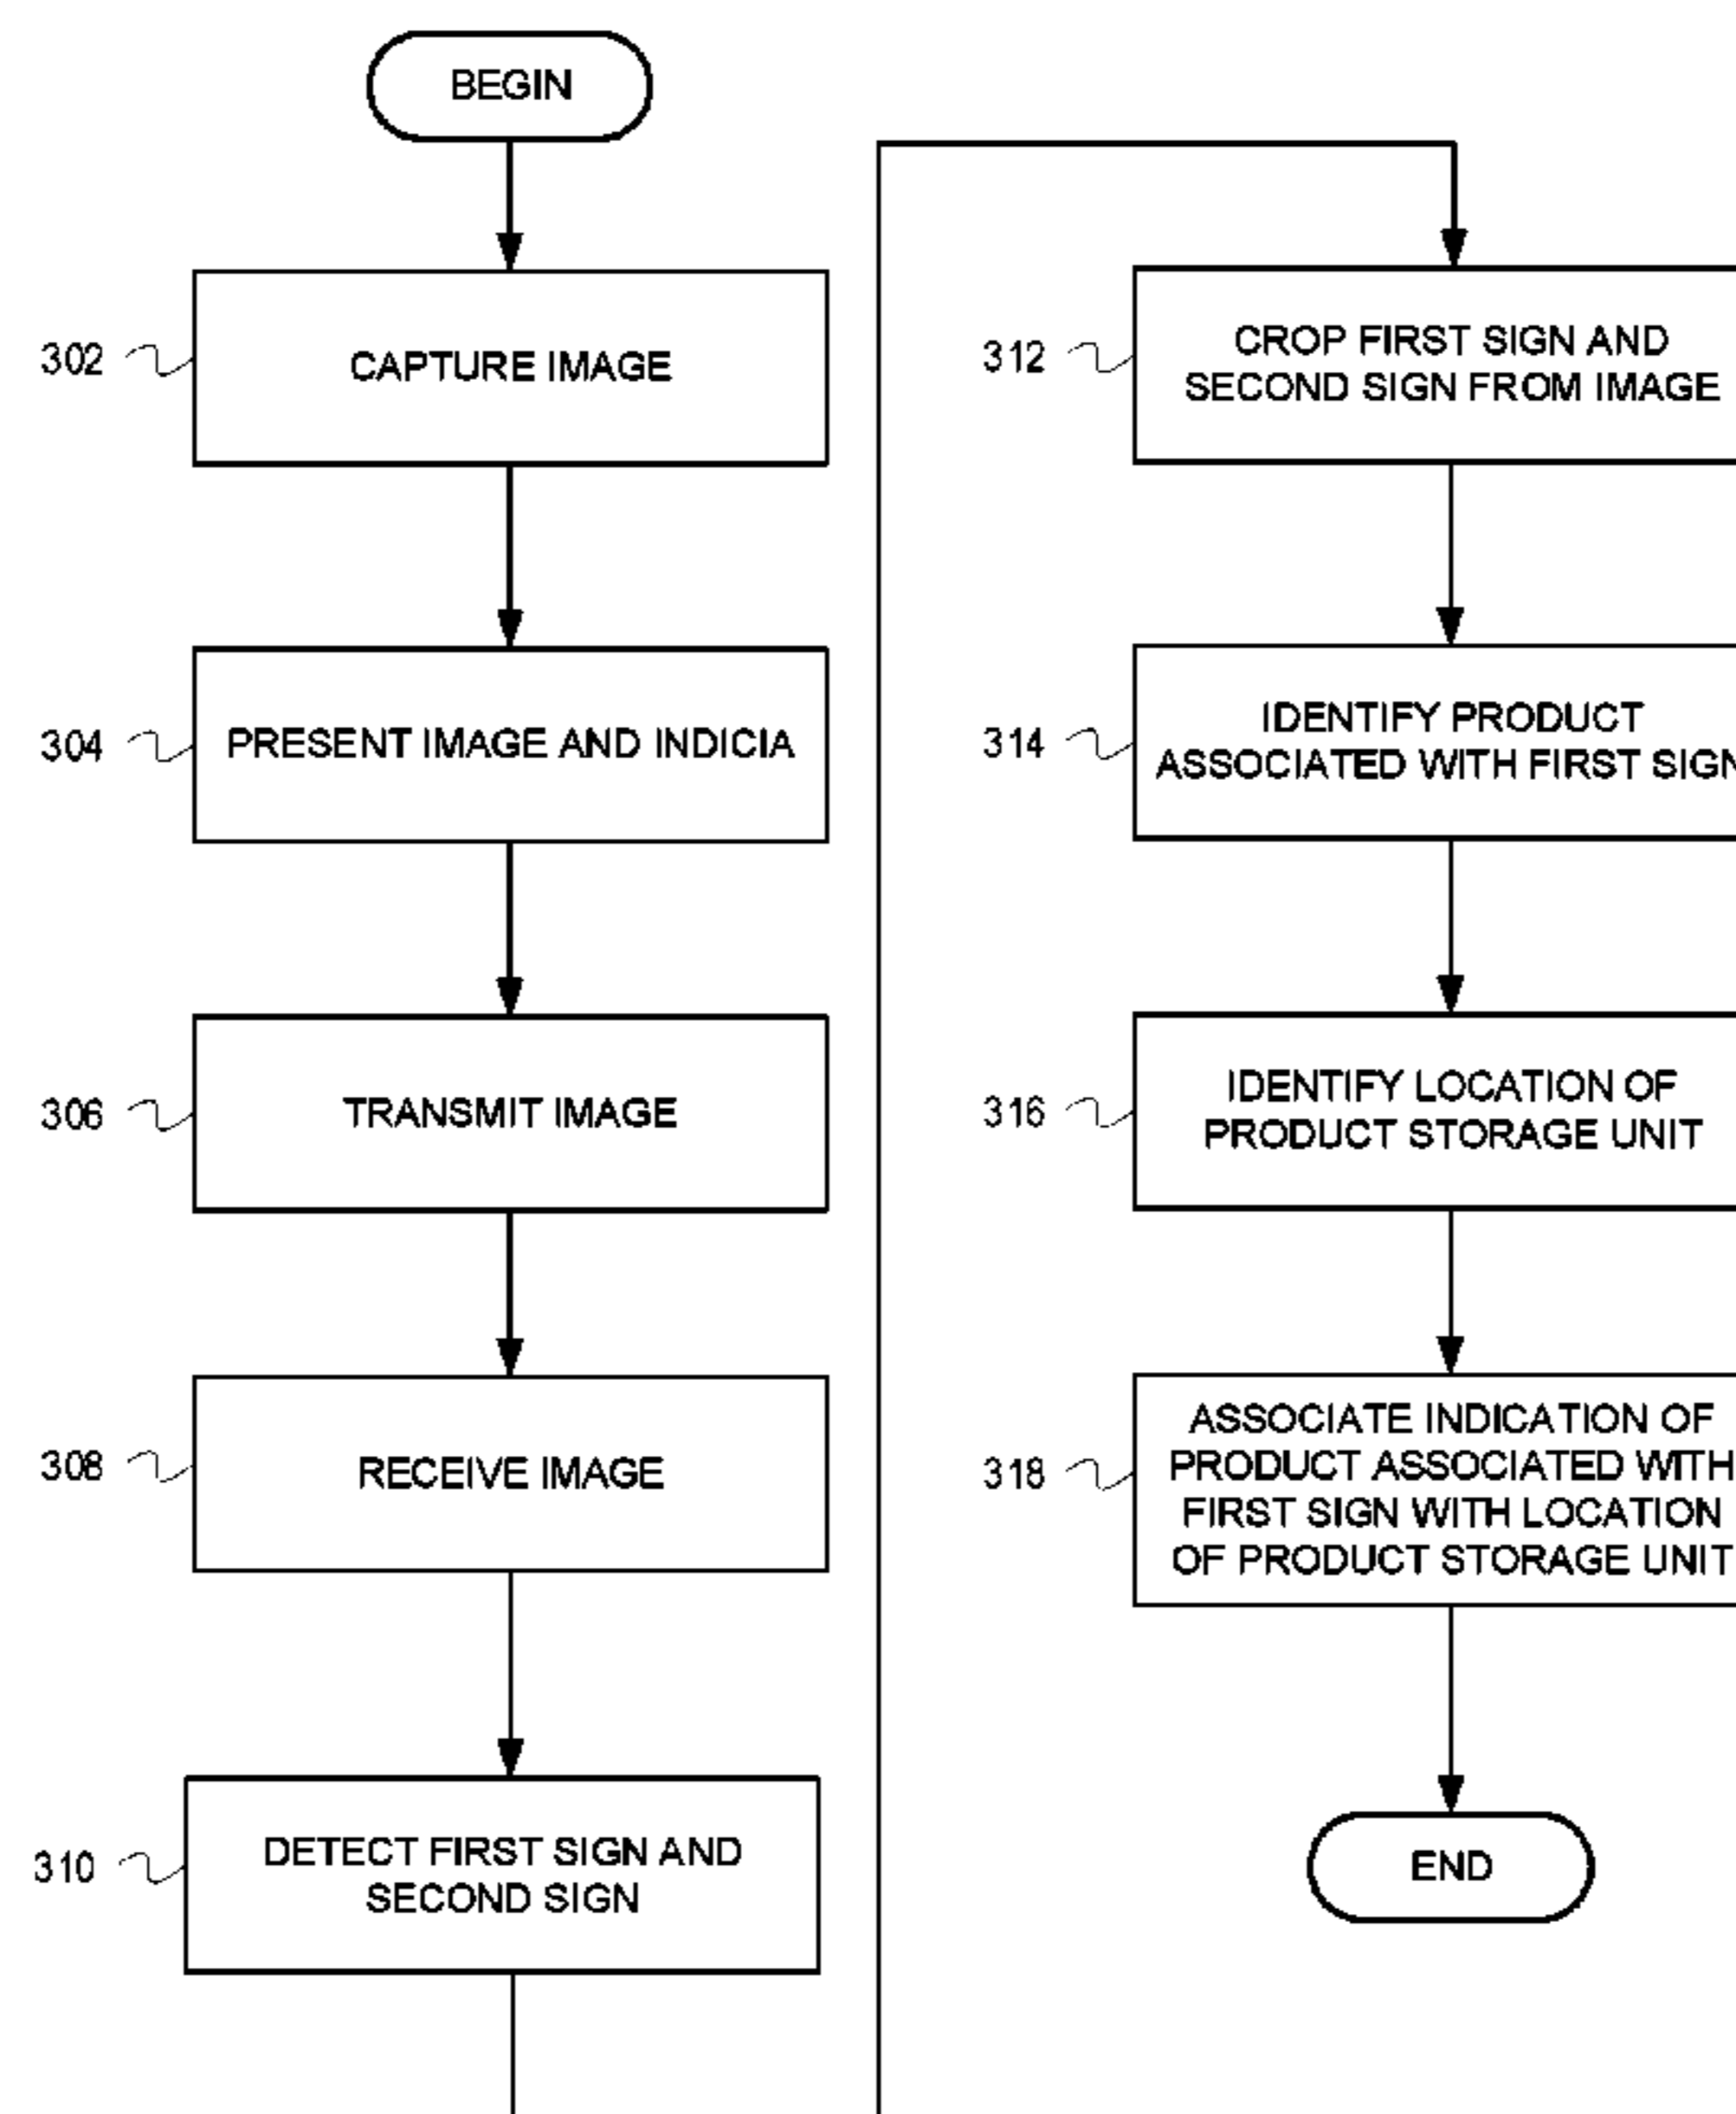 BEGIN
302
CAPTURE IMAGE
304
PRESENT IMAGE AND INDICIA
306
TRANSMIT IMAGE
308
RECEIVE IMAGE
310
DETECT FIRST SIGN AND
SECOND SIGN
312
CROP FIRST SIGN AND
SECOND SIGN FROM IMAGE
314
IDENTIFY PRODUCT
ASSOCIATED WITH FIRST SIGN
316
IDENTIFY LOCATION OF
PRODUCT STORAGE UNIT
318
ASSOCIATE INDICATION OF
PRODUCT ASSOCIATED WITH
FIRST SIGN WITH LOCATION
OF PRODUCT STORAGE UNIT
END